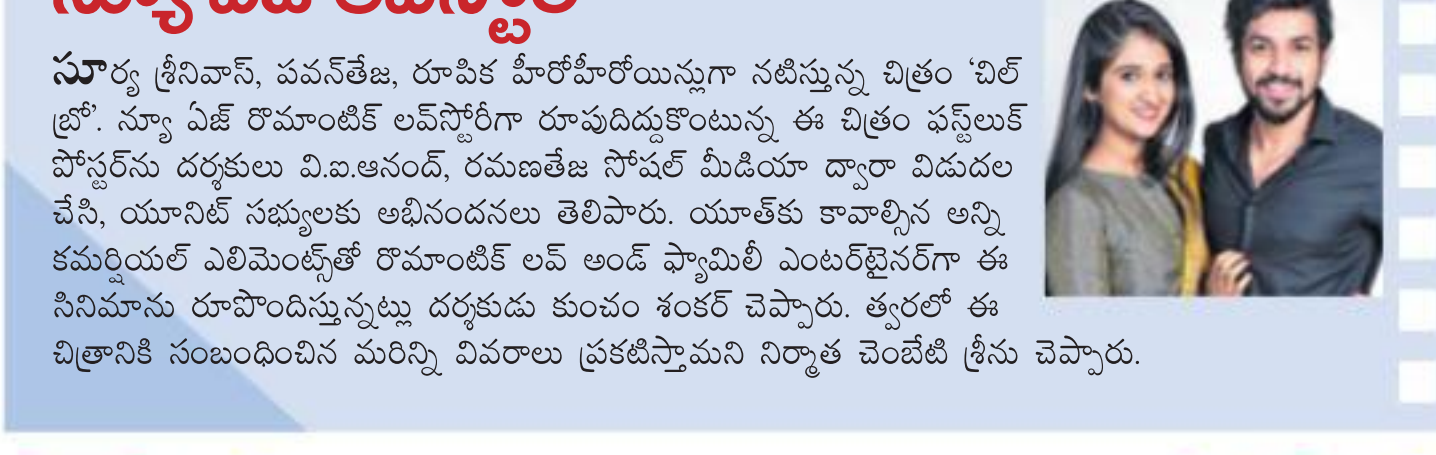 సూర్య శ్రీనివాస్, పవన్‌తేజ, రూపిక హీరోహీరోయిన్లుగా నటిస్తున్న చిత్రం ‘చిల్
బ్రో’. న్యూ ఏజ్ రొమాంటిక్ లవ్‌స్టోరీగా రూపుదిద్దుకొంటున్న ఈ చిత్రం ఫస్ట్‌లుక్
పోస్టర్‌ను దర్శకులు వి.ఐ.ఆనంద్, రమణతేజ సోషల్ మీడియా ద్వారా విడుదల
చేసి, యూనిట్ సభ్యులకు అభినందనలు తెలిపారు. యూత్‌కు కావాల్సిన అన్ని
కమర్షియల్ ఎలిమెంట్స్‌తో రొమాంటిక్ లవ్ అండ్ ఫ్యామిలీ ఎంటర్‌టైనర్‌గా ఈ
సినిమాను రూపొందిస్తున్నట్లు దర్శకుడు కుంచం శంకర్ చెప్పారు. త్వరలో ఈ
చిత్రానికి సంబంధించిన మరిన్ని వివరాలు ప్రకటిస్తామని నిర్మాత చెంబేటి శ్రీను చెప్పారు.